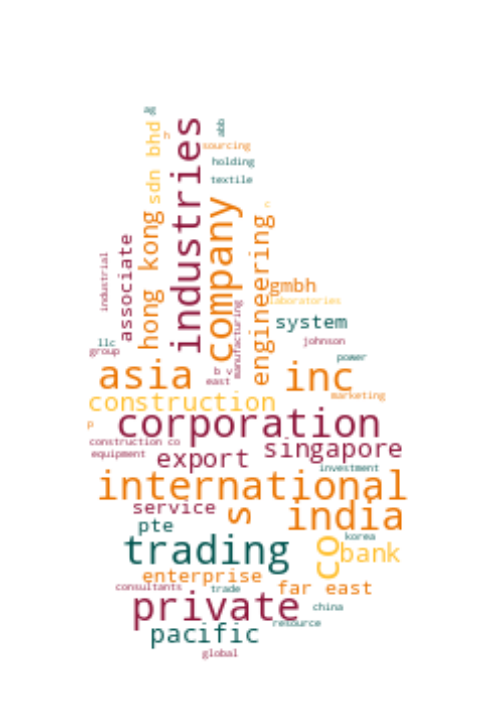 ag
abb
h
sourcing
holding
textile
sdn bhd
industries
company
c
hong kong
engineering
associate
industrial
gmbh
laboratories
manufacturing
system
llc
johnson
group
power
asia
b v
east
inc
marketing
construction
corporation
p
construction co
singapore
equipment
export
investment
international
service
s
india
pte
korea
trading
co
bank
enterprise
consultants
trade
far east
private
china
resource
pacific
global